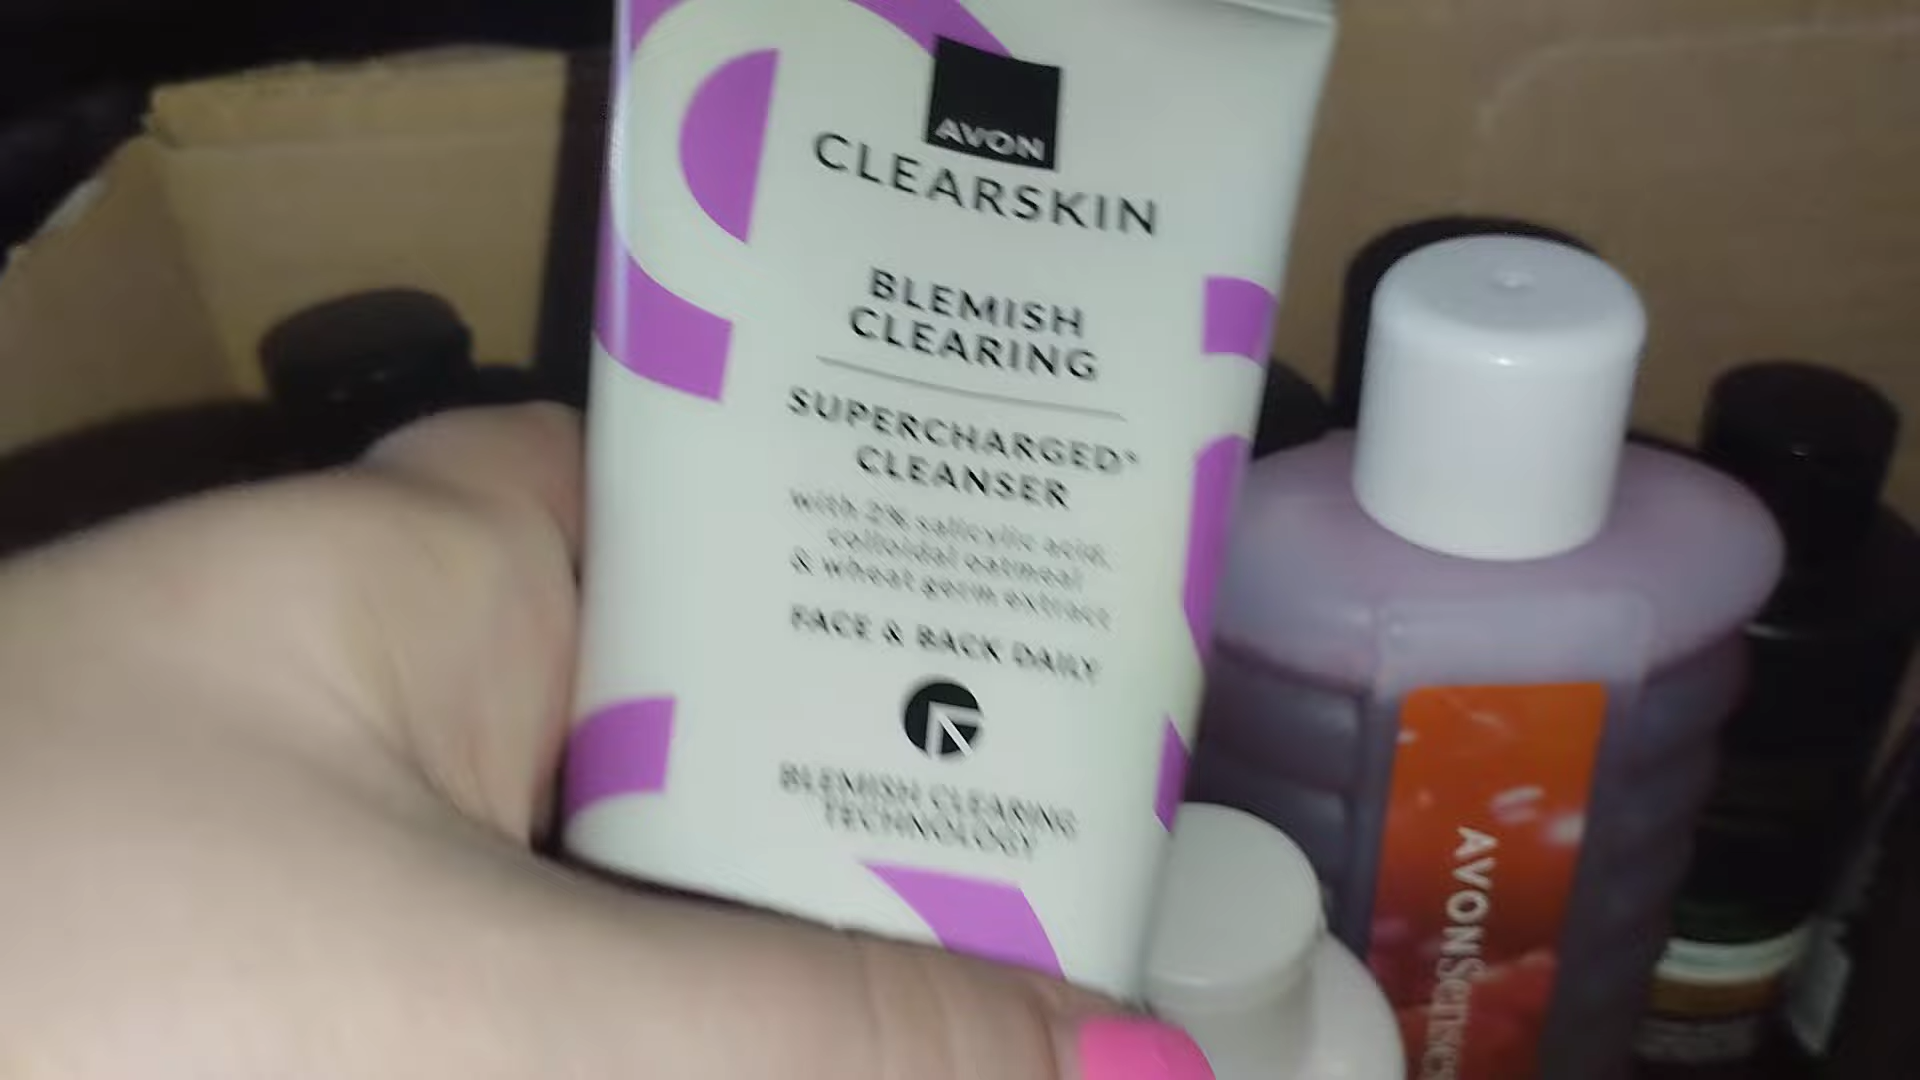 AVON
CLEARSKIN
BLEMISH
CLEARING
SUPERCHARGED*
CLEANSER
with 2% salicylic acid,
colloidal oatmeal
& wheat germ extract
FACE & BACK DAILY
BLEMISH CLEARING
TECHNOLOGY
AVON Senses